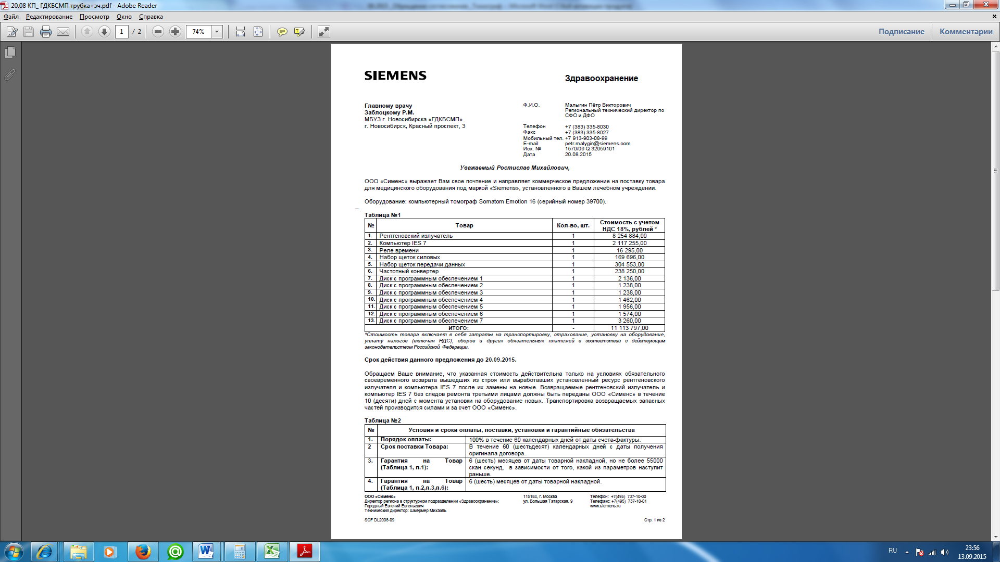 20.08 КП_ ГДКБСМП трубка+зч.pdf - Adobe Reader
Файл Редактирование Просмотр Окно Справка
1 / 2 74% Подписание Комментарии
SIEMENS
Здравоохранение
Главному врачу
Заблоцкому Р.М.
МБУЗ г. Новосибирска «ГДКБСМП»
г. Новосибирск, Красный проспект, 3
Ф.И.О. Малыгин Пётр Викторович
Региональный технический директор по
СФО и ДФО
Телефон +7 (383) 335-8030
Факс +7 (383) 335-8027
Мобильный тел. +7 913-903-08-99
E-mail petr.malygin@siemens.com
Исх. № 1570/06 Q 32059101
Дата 20.08.2015
Уважаемый Ростислав Михайлович,
ООО «Сименс» выражает Вам свое почтение и направляет коммерческое предложение на поставку товара
для медицинского оборудования под маркой «Siemens», установленного в Вашем лечебном учреждении.
Оборудование: компьютерный томограф Somatom Emotion 16 (серийный номер 39700).
Таблица №1
№ Товар Кол-во, шт. Стоимость с учетом
НДС 18%, рублей *
1. Рентгеновский излучатель 1 8 254 884,00
2. Компьютер IES 7 1 2 117 255,00
3. Реле времени 1 16 295,00
4. Набор щеток силовых 1 169 696,00
5. Набор щеток передачи данных 1 304 553,00
6. Частотный конвертер 1 238 250,00
7. Диск с программным обеспечением 1 1 2 136,00
8. Диск с программным обеспечением 2 1 1 238,00
9. Диск с программным обеспечением 3 1 1 238,00
10. Диск с программным обеспечением 4 1 1 462,00
11. Диск с программным обеспечением 5 1 1 956,00
12. Диск с программным обеспечением 6 1 1 574,00
13. Диск с программным обеспечением 7 1 3 260,00
ИТОГО: - 11 113 797,00
*Стоимость товара включает в себя затраты на транспортировку, страхование, установку на оборудование,
уплату налогов (включая НДС), сборов и других обязательных платежей в соответствии с действующим
законодательством Российской Федерации.
Срок действия данного предложения до 20.09.2015.
Обращаем Ваше внимание, что указанная стоимость действительна только на условиях обязательного
своевременного возврата вышедших из строя или выработавших установленный ресурс рентгеновского
излучателя и компьютера IES 7 после их замены на новые. Возвращаемые рентгеновский излучатель и
компьютер IES 7 без следов ремонта третьими лицами должны быть переданы ООО «Сименс» в течение
10 (десяти) дней с момента установки на оборудование новых. Транспортировка возвращаемых запасных
частей производится силами и за счет ООО «Сименс».
Таблица №2
№ Условия и сроки оплаты, поставки, установки и гарантийные обязательства
1. Порядок оплаты: 100% в течение 60 календарных дней от даты счета-фактуры.
2 Срок поставки Товара: В течение 60 (шестьдесят) календарных дней с даты получения
оригинала договора.
3. Гарантия на Товар 6 (шесть) месяцев от даты товарной накладной, но не более 55000
(Таблица 1, п.1): скан секунд, в зависимости от того, какой из параметров наступит
раньше.
4. Гарантия на Товар 6 (шесть) месяцев от даты товарной накладной.
(Таблица 1, п.2,п.3,п.6):
ООО «Сименс» 115184, г. Москва Телефон: +7(495) 737-10-00
Директор региона в структурном подразделении «Здравоохранение»: ул. Большая Татарская, 9 Телефакс: +7(495) 737-10-01
Городный Евгений Евгеньевич www.siemens.ru
Технический директор: Шмермер Михаэль
SCF DL2008-09 Стр. 1 из 2
RU 23:56
13.09.2015